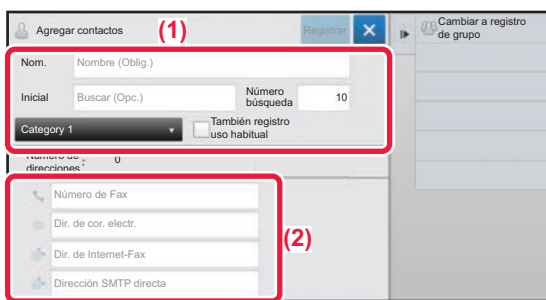 Agregar contactos
(1)
Registrar
Cambiar a registro
de grupo
Nom.
Nombre (Oblig.)
Inicial
Buscar (Opc.)
Número
búsqueda
10
Category 1
También registro
uso habitual
Número de
direcciones :
0
Número de Fax
Dir. de cor. electr.
(2)
Dir. de Internet-Fax
Dirección SMTP directa